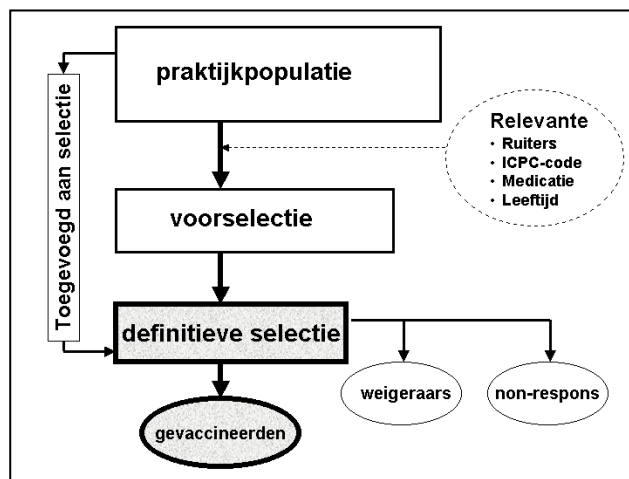 praktijkpopulatie
Toegevoegd aan selectie
Relevante
• Ruiters
• ICPC-code
• Medicatie
• Leeftijd
voorselectie
definitieve selectie
weigeraars
non-respons
gevaccineerden